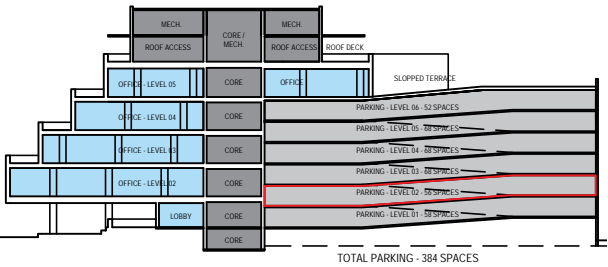 MECH.
CORE /
MECH.
MECH.
ROOF ACCESS
ROOF ACCESS
ROOF DECK
OFFICE - LEVEL 05
CORE
OFFICE
SLOPPED TERRACE
OFFICE - LEVEL 04
CORE
PARKING - LEVEL 06 - 52 SPACES
PARKING - LEVEL 05 - 68 SPACES
OFFICE - LEVEL 03
CORE
PARKING - LEVEL 04 - 68 SPACES
PARKING - LEVEL 03 - 68 SPACES
OFFICE - LEVEL 02
CORE
PARKING - LEVEL 02 - 56 SPACES
LOBBY
CORE
PARKING - LEVEL 01 - 58 SPACES
CORE
TOTAL PARKING - 384 SPACES